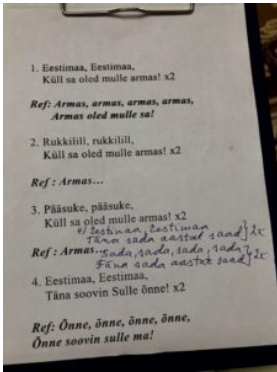 1. Eestimaa, Eestimaa,
Küll sa oled mulle armas! x2
Ref: Armas, armas, armas, armas,
Armas oled mulle sa!
2. Rukkilill, rukkilill,
Küll sa oled mulle armas! x2
Ref : Armas...
3. Pääsuke, pääsuke,
Küll sa oled mulle armas! x2
4) Eestimaa, Eestimaa
Täna sada aastat saad } 2x
Ref : Armas... Sada, sada, sada, sada
Täna sada aastat saad } 2x
4. Eestimaa, Eestimaa,
Täna soovin Sulle õnne! x2
Ref: Õnne, õnne, õnne, õnne,
Õnne soovin sulle ma!